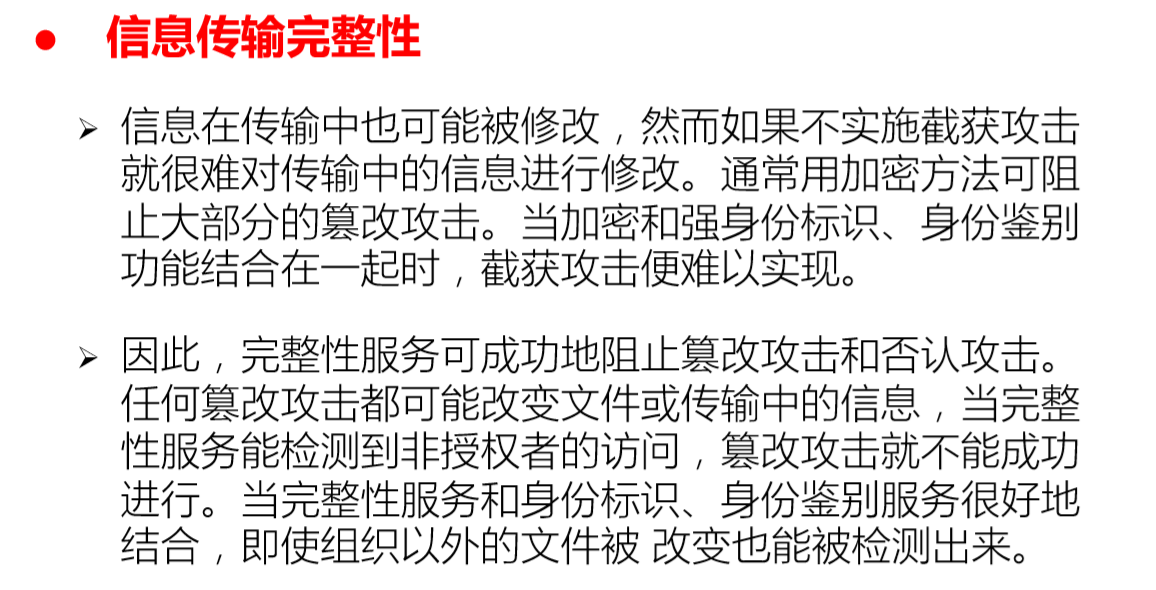 ● 信息传输完整性
➢ 信息在传输中也可能被修改，然而如果不实施截获攻击
就很难对传输中的信息进行修改。通常用加密方法可阻
止大部分的篡改攻击。当加密和强身份标识、身份鉴别
功能结合在一起时，截获攻击便难以实现。
➢ 因此，完整性服务可成功地阻止篡改攻击和否认攻击。
任何篡改攻击都可能改变文件或传输中的信息，当完整
性服务能检测到非授权者的访问，篡改攻击就不能成功
进行。当完整性服务和身份标识、身份鉴别服务很好地
结合，即使组织以外的文件被 改变也能被检测出来。